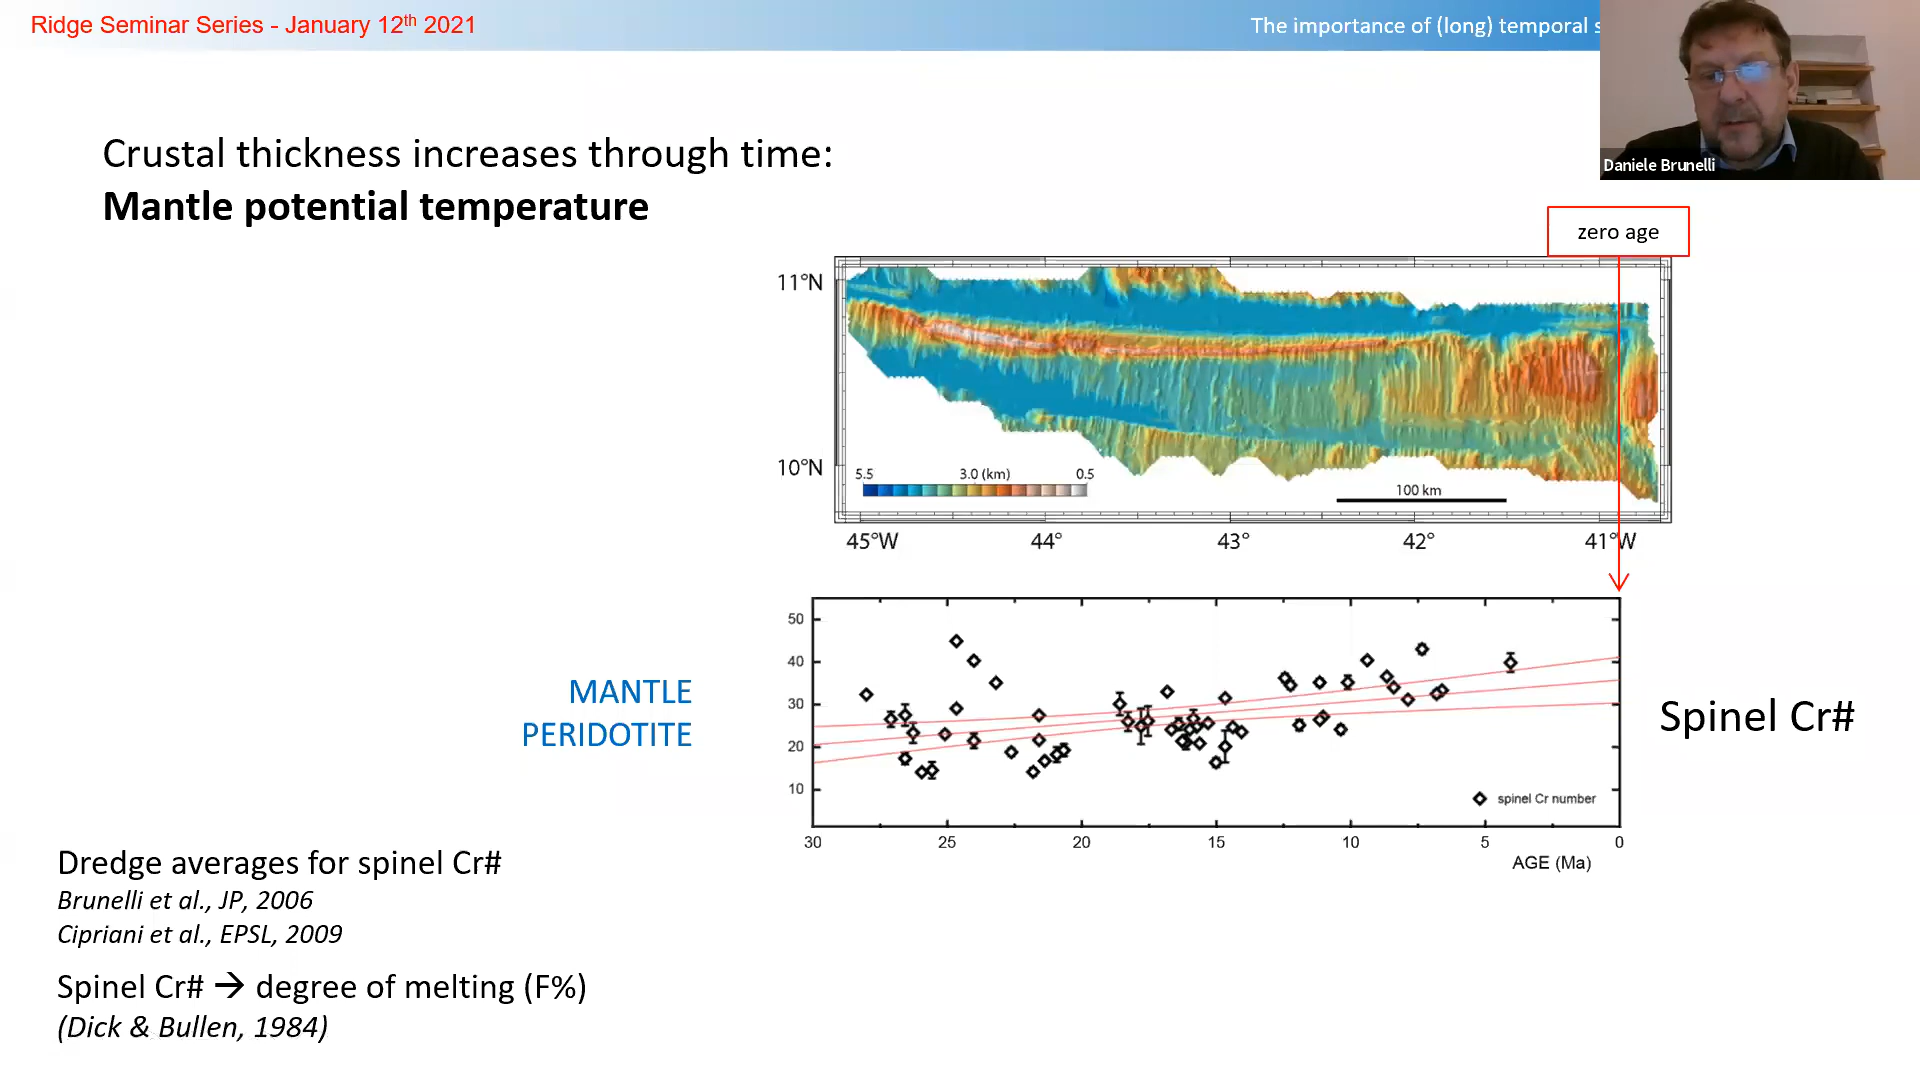 Ridge Seminar Series - January 12th 2021
The importance of (long) temporal
Daniele Brunelli
Crustal thickness increases through time:
Mantle potential temperature
zero age
11°N
10°N
5.5 3.0 (km) 0.5
100 km
45°W 44° 43° 42° 41°W
50
40
30
20
10
MANTLE
PERIDOTITE
Spinel Cr#
spinel Cr number
30 25 20 15 10 5 0
AGE (Ma)
Dredge averages for spinel Cr#
Brunelli et al., JP, 2006
Cipriani et al., EPSL, 2009
Spinel Cr# → degree of melting (F%)
(Dick & Bullen, 1984)